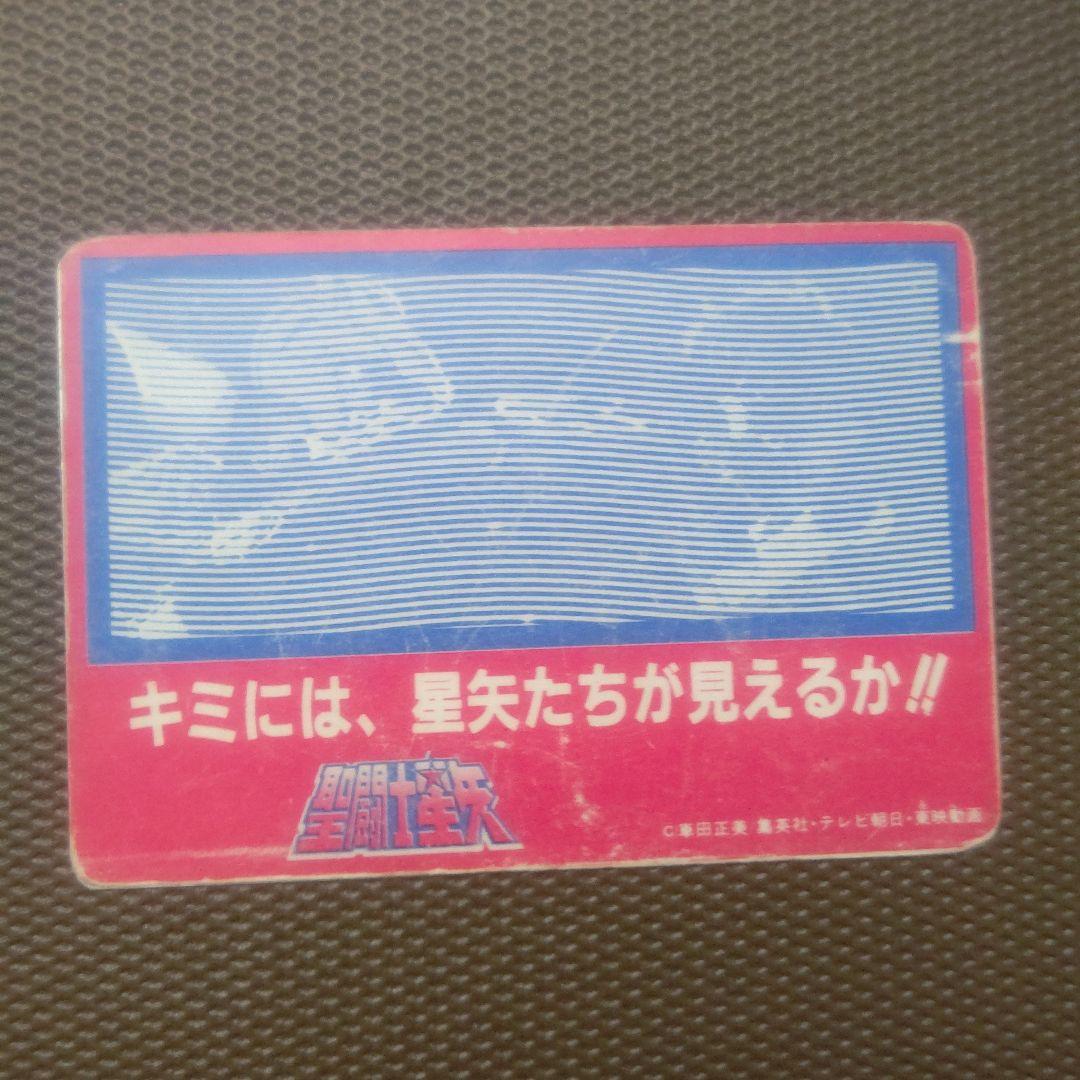 キミには、星矢たちが見えるか!!
聖闘士星矢
C車田正美 集英社・テレビ朝日・東映動画